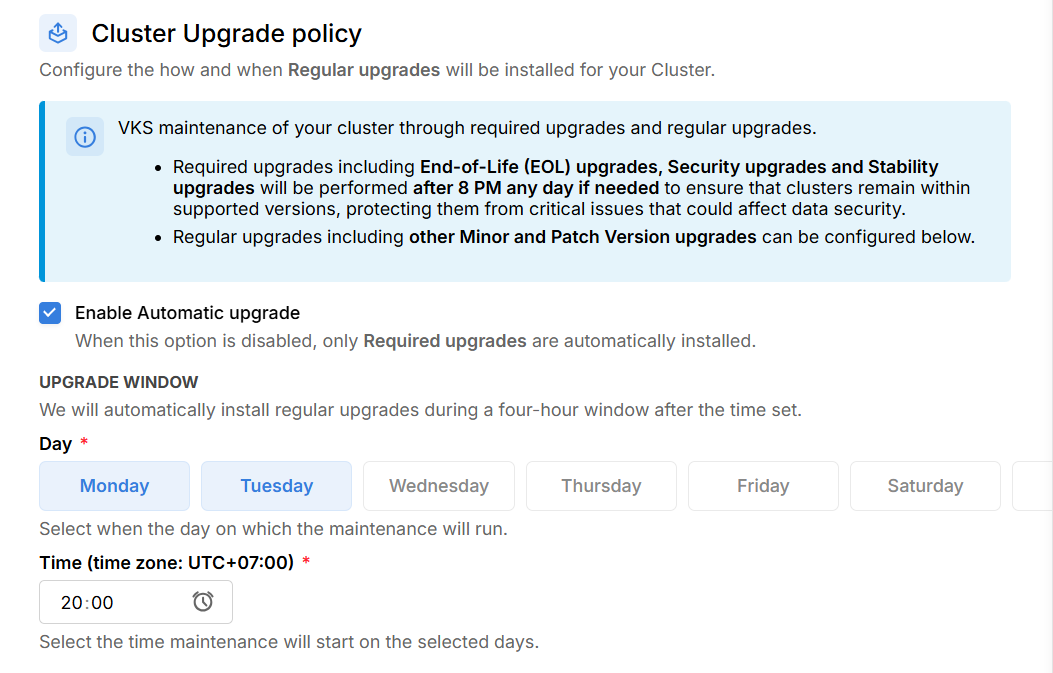 Cluster Upgrade policy
Configure the how and when Regular upgrades will be installed for your Cluster.
VKS maintenance of your cluster through required upgrades and regular upgrades.
• Required upgrades including End-of-Life (EOL) upgrades, Security upgrades and Stability
upgrades will be performed after 8 PM any day if needed to ensure that clusters remain within
supported versions, protecting them from critical issues that could affect data security.
• Regular upgrades including other Minor and Patch Version upgrades can be configured below.
Enable Automatic upgrade
When this option is disabled, only Required upgrades are automatically installed.
UPGRADE WINDOW
We will automatically install regular upgrades during a four-hour window after the time set.
Day *
Monday Tuesday Wednesday Thursday Friday Saturday
Select when the day on which the maintenance will run.
Time (time zone: UTC+07:00) *
20:00
Select the time maintenance will start on the selected days.